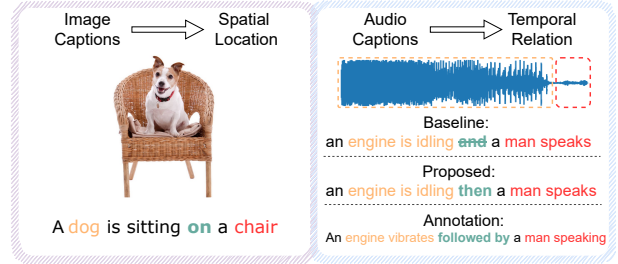 Image Captions
Spatial Location
A dog is sitting on a chair
Audio Captions
Temporal Relation
Baseline:
an engine is idling and a man speaks
Proposed:
an engine is idling then a man speaks
Annotation:
An engine vibrates followed by a man speaking